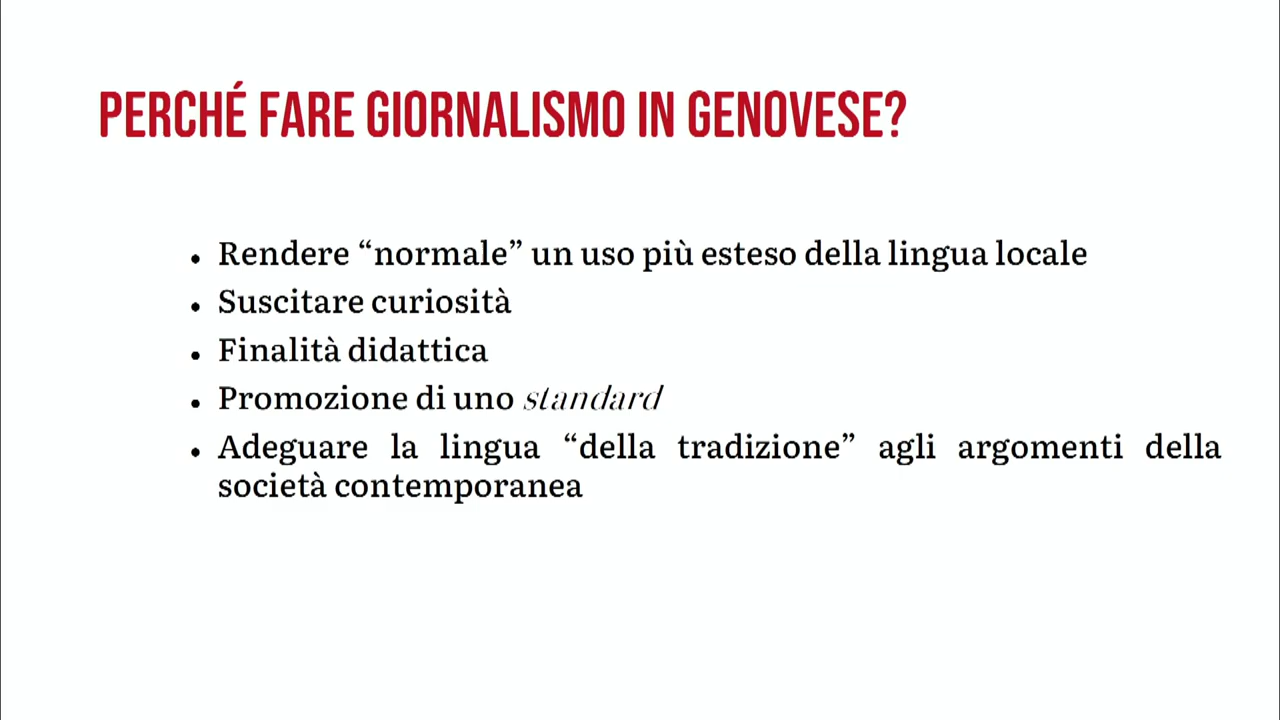 PERCHÉ FARE GIORNALISMO IN GENOVESE?
• Rendere “normale” un uso più esteso della lingua locale
• Suscitare curiosità
• Finalità didattica
• Promozione di uno standard
• Adeguare la lingua “della tradizione” agli argomenti della
società contemporanea